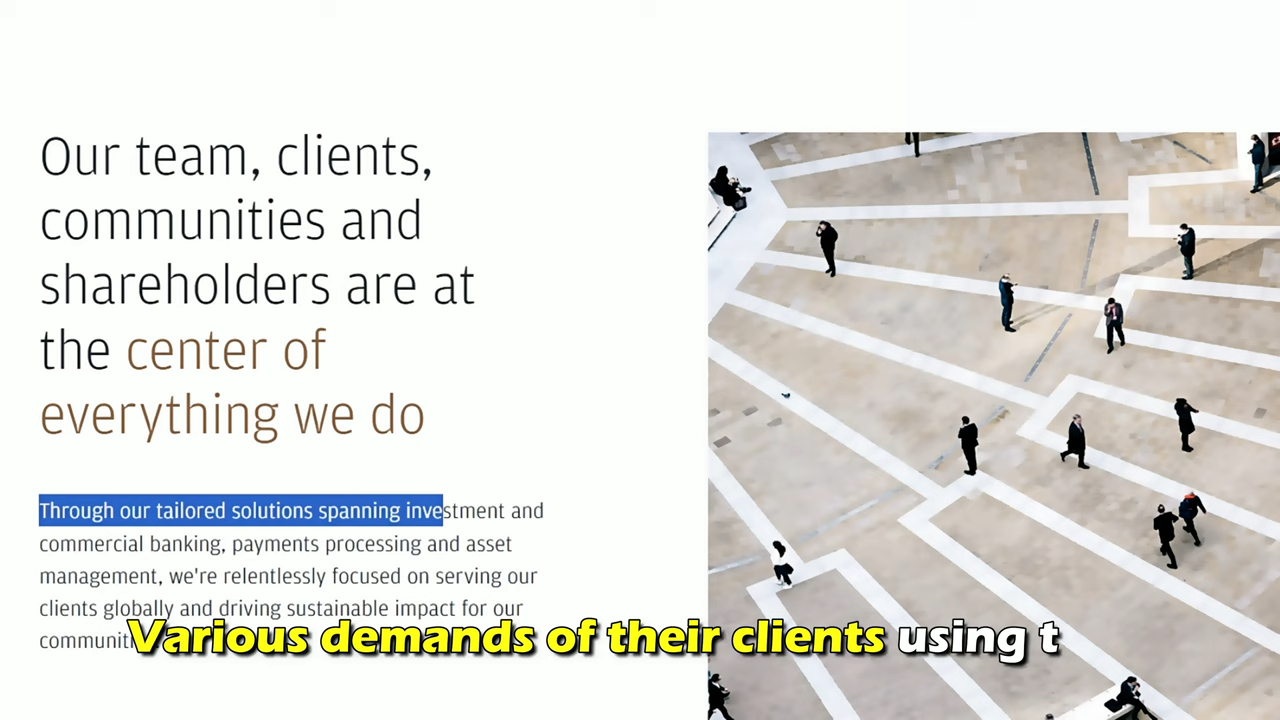 Our team, clients,
communities and
shareholders are at
the center of
everything we do
Through our tailored solutions spanning investment and
commercial banking, payments processing and asset
management, we're relentlessly focused on serving our
clients globally and driving sustainable impact for our
Various demands of their clients using t